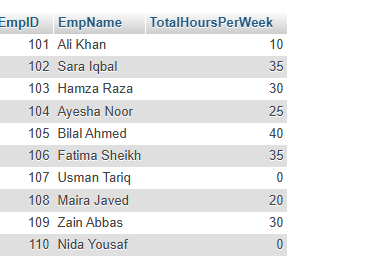 EmpID EmpName TotalHoursPerWeek
101 Ali Khan 10
102 Sara Iqbal 35
103 Hamza Raza 30
104 Ayesha Noor 25
105 Bilal Ahmed 40
106 Fatima Sheikh 35
107 Usman Tariq 0
108 Maira Javed 20
109 Zain Abbas 30
110 Nida Yousaf 0